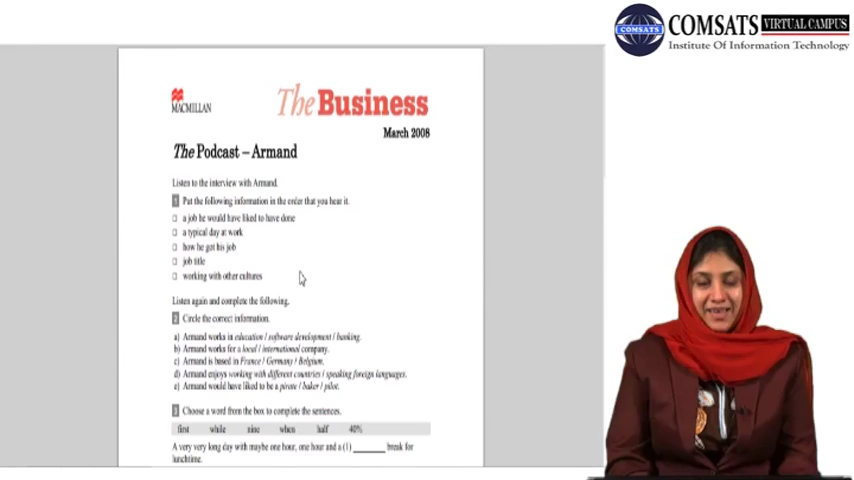 COMSATS VIRTUAL CAMPUS
Institute Of Information Technology
COMSATS
MACMILLAN
The Business
March 2008
The Podcast – Armand
Listen to the interview with Armand.
1 Put the following information in the order that you hear it.
a job he would have liked to have done
a typical day at work
how he got his job
job title
working with other cultures
Listen again and complete the following.
2 Circle the correct information.
a) Armand works in education / software development / banking.
b) Armand works for a local / international company.
c) Armand is based in France / Germany / Belgium.
d) Armand enjoys working with different countries / speaking foreign languages.
e) Armand would have liked to be a pirate / baker / pilot.
3 Choose a word from the box to complete the sentences.
first while nine when half 40%
A very very long day with maybe one hour, one hour and a (1) ________ break for
lunchtime.